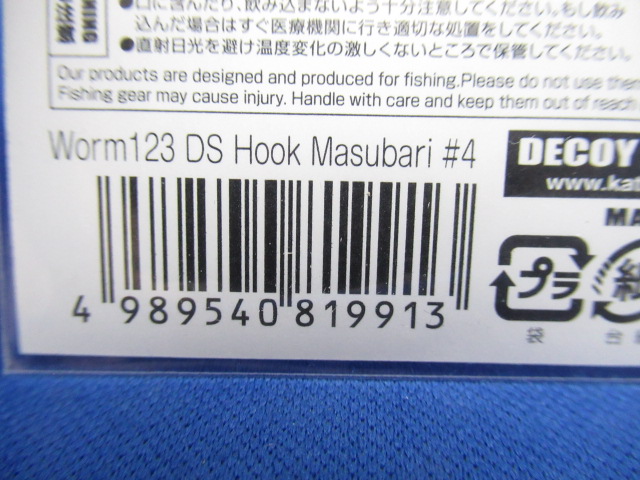 ●口に含んだり、飲み込まないよう十分注意してください。もし飲み
込んだ場合はすぐ医療機関に行き適切な処置をしてください。
●直射日光を避け温度変化の激しくないところで保管してください。
Our products are designed and produced for fishing.Please do not use
Fishing gear may cause injury. Handle with care and keep them out of reach
Worm123 DS Hook Masubari #4
DECOY
www.kat
MA
4 989540 819913
プラ
袋
紙
台